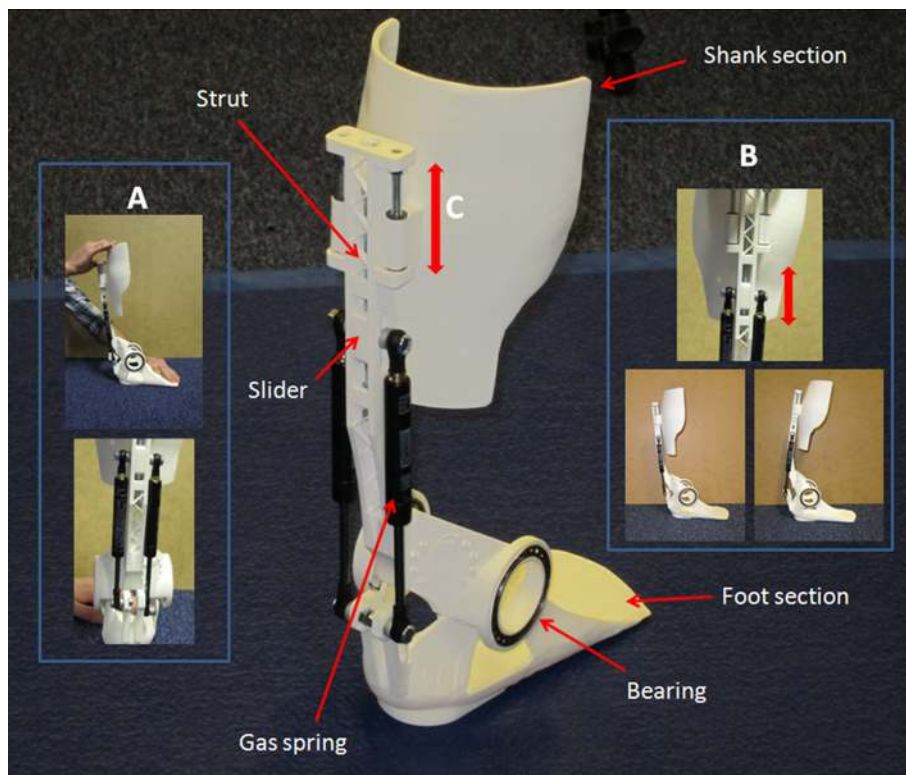 Shank section
Strut
A
B
C
Slider
Foot section
Bearing
Gas spring